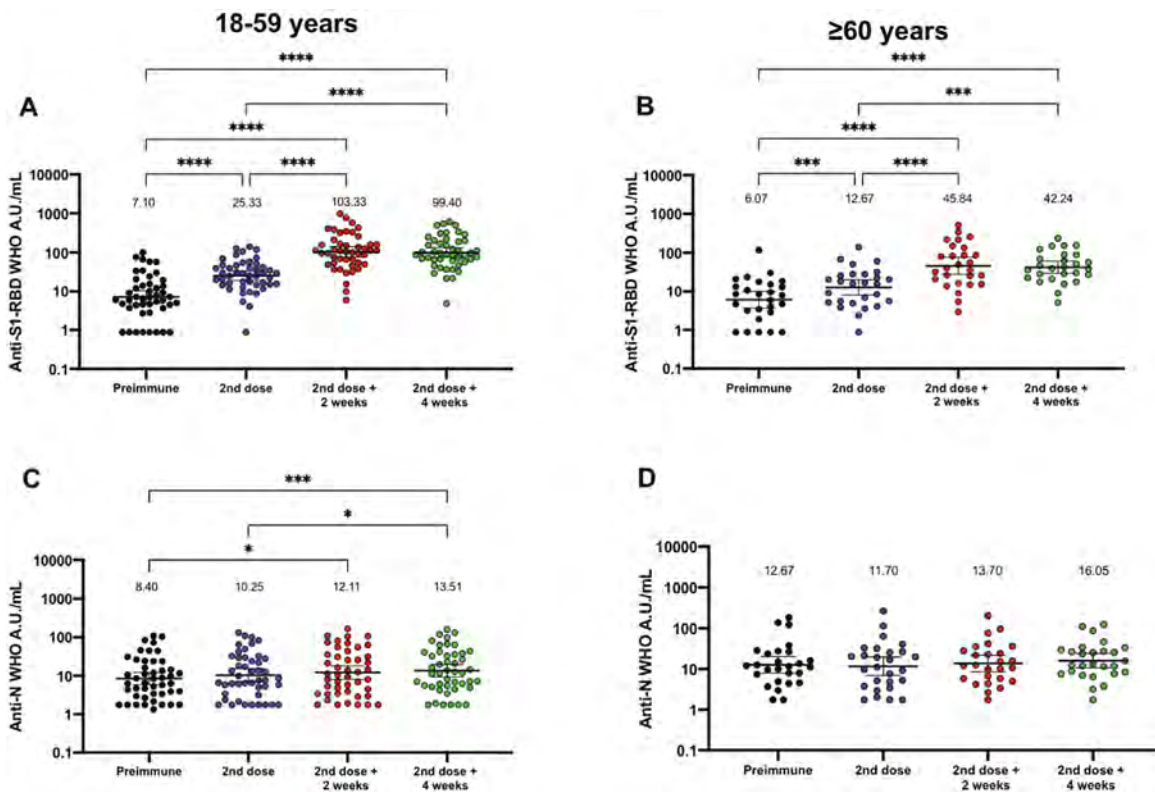 18-59 years
≥60 years
****
****
****
***
A
B
****
****
****
****
***
****
Anti-S1-RBD WHO A.U./mL
10000
1000
100
10
1
0.1
7.10
25.33
103.33
99.40
Preimmune
2nd dose
2nd dose +
2 weeks
2nd dose +
4 weeks
Anti-S1-RBD WHO A.U./mL
10000
1000
100
10
1
0.1
6.07
12.67
45.84
42.24
Preimmune
2nd dose
2nd dose +
2 weeks
2nd dose +
4 weeks
C
***
*
*
Anti-N WHO A.U./mL
10000
1000
100
10
1
0.1
8.40
10.25
12.11
13.51
Preimmune
2nd dose
2nd dose +
2 weeks
2nd dose +
4 weeks
D
Anti-N WHO A.U./mL
10000
1000
100
10
1
0.1
12.67
11.70
13.70
16.05
Preimmune
2nd dose
2nd dose +
2 weeks
2nd dose +
4 weeks